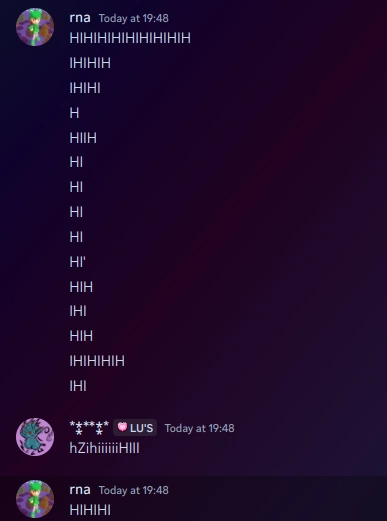 rna Today at 19:48
HIHIHIHIHIHIHIHIH
IHIHIH
IHIHI
H
HIIH
HI
HI
HI
HI
HI'
HIH
IHI
HIH
IHIHIHIH
IHI
LU'S Today at 19:48
hZihiiiiiiHIII
rna Today at 19:48
HIHIHI